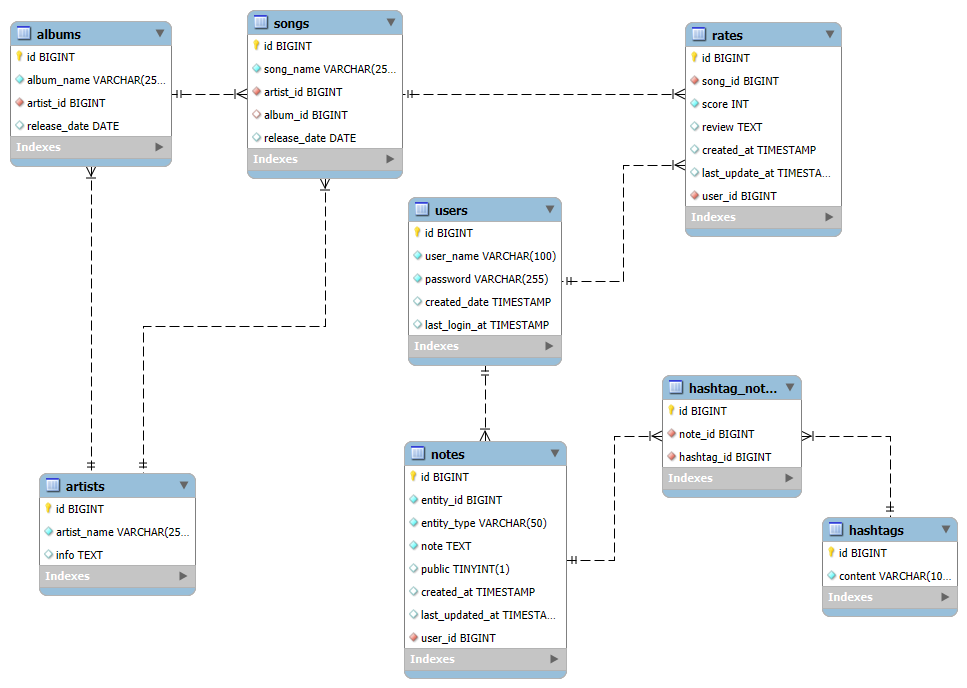 albums
id BIGINT
album_name VARCHAR(25...
artist_id BIGINT
release_date DATE
Indexes
songs
id BIGINT
song_name VARCHAR(25...
artist_id BIGINT
album_id BIGINT
release_date DATE
Indexes
rates
id BIGINT
song_id BIGINT
score INT
review TEXT
created_at TIMESTAMP
last_update_at TIMESTA...
user_id BIGINT
Indexes
users
id BIGINT
user_name VARCHAR(100)
password VARCHAR(255)
created_date TIMESTAMP
last_login_at TIMESTAMP
Indexes
artists
id BIGINT
artist_name VARCHAR(25...
info TEXT
Indexes
notes
id BIGINT
entity_id BIGINT
entity_type VARCHAR(50)
note TEXT
public TINYINT(1)
created_at TIMESTAMP
last_updated_at TIMESTA...
user_id BIGINT
Indexes
hashtag_not...
id BIGINT
note_id BIGINT
hashtag_id BIGINT
Indexes
hashtags
id BIGINT
content VARCHAR(10...
Indexes